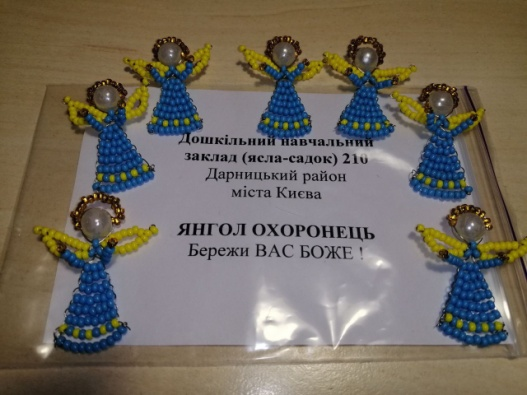 Дошкільний навчальний
заклад (ясла-садок) 210
Дарницький район
міста Києва
ЯНГОЛ ОХОРОНЕЦЬ
Бережи ВАС БОЖЕ !